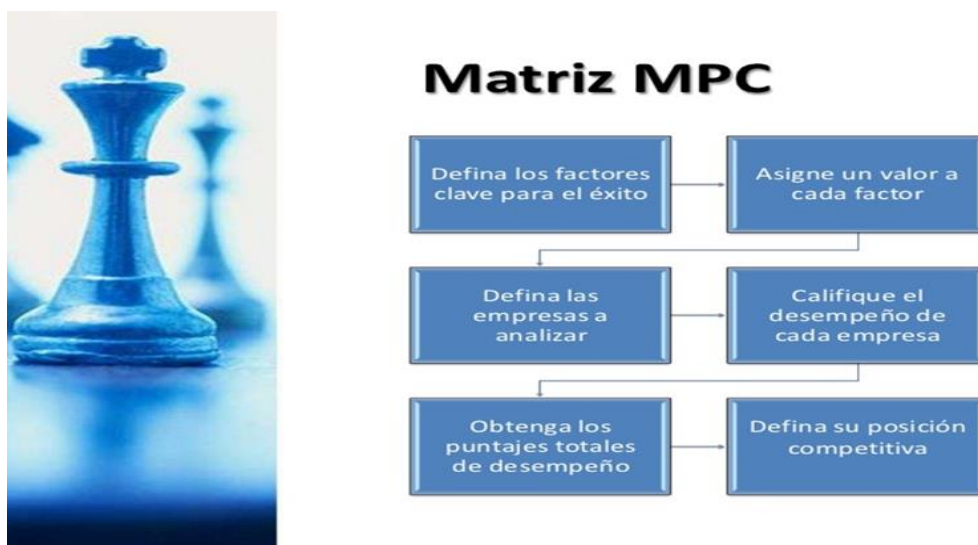 Matriz MPC
Defina los factores
clave para el éxito
Asigne un valor a
cada factor
Defina las
empresas a
analizar
Califique el
desempeño de
cada empresa
Obtenga los
puntajes totales
de desempeño
Defina su posición
competitiva